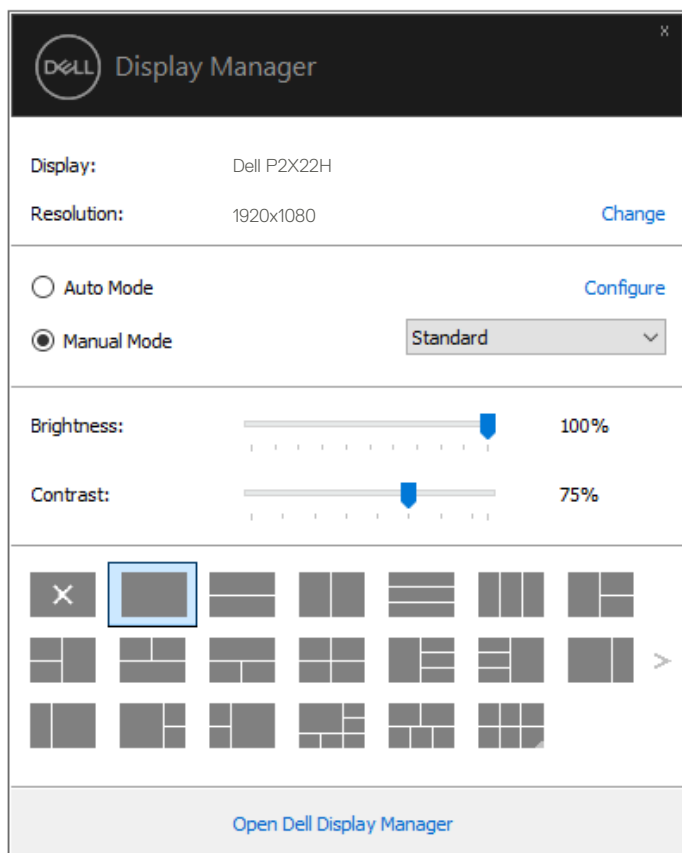 x
DELL Display Manager
Display: Dell P2X22H
Resolution: 1920x1080 Change
Auto Mode Configure
Manual Mode Standard
Brightness: 100%
Contrast: 75%
Open Dell Display Manager